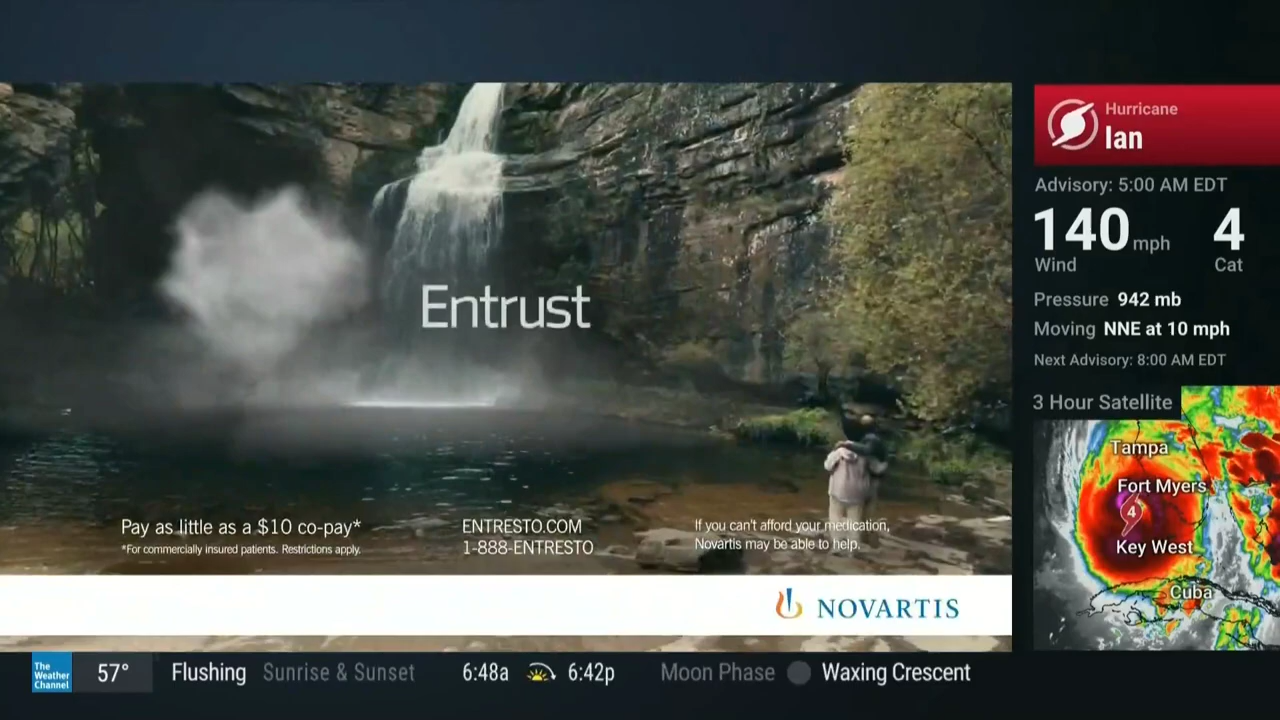 Entrust
Pay as little as a $10 co-pay*
*For commercially insured patients. Restrictions apply.
ENTRESTO.COM
1-888-ENTRESTO
If you can't afford your medication,
Novartis may be able to help.
NOVARTIS
Hurricane
Ian
Advisory: 5:00 AM EDT
140 mph 4
Wind Cat
Pressure 942 mb
Moving NNE at 10 mph
Next Advisory: 8:00 AM EDT
3 Hour Satellite
Tampa
Fort Myers
4
Key West
Cuba
The
Weather
Channel
57° Flushing Sunrise & Sunset 6:48a 6:42p Moon Phase Waxing Crescent